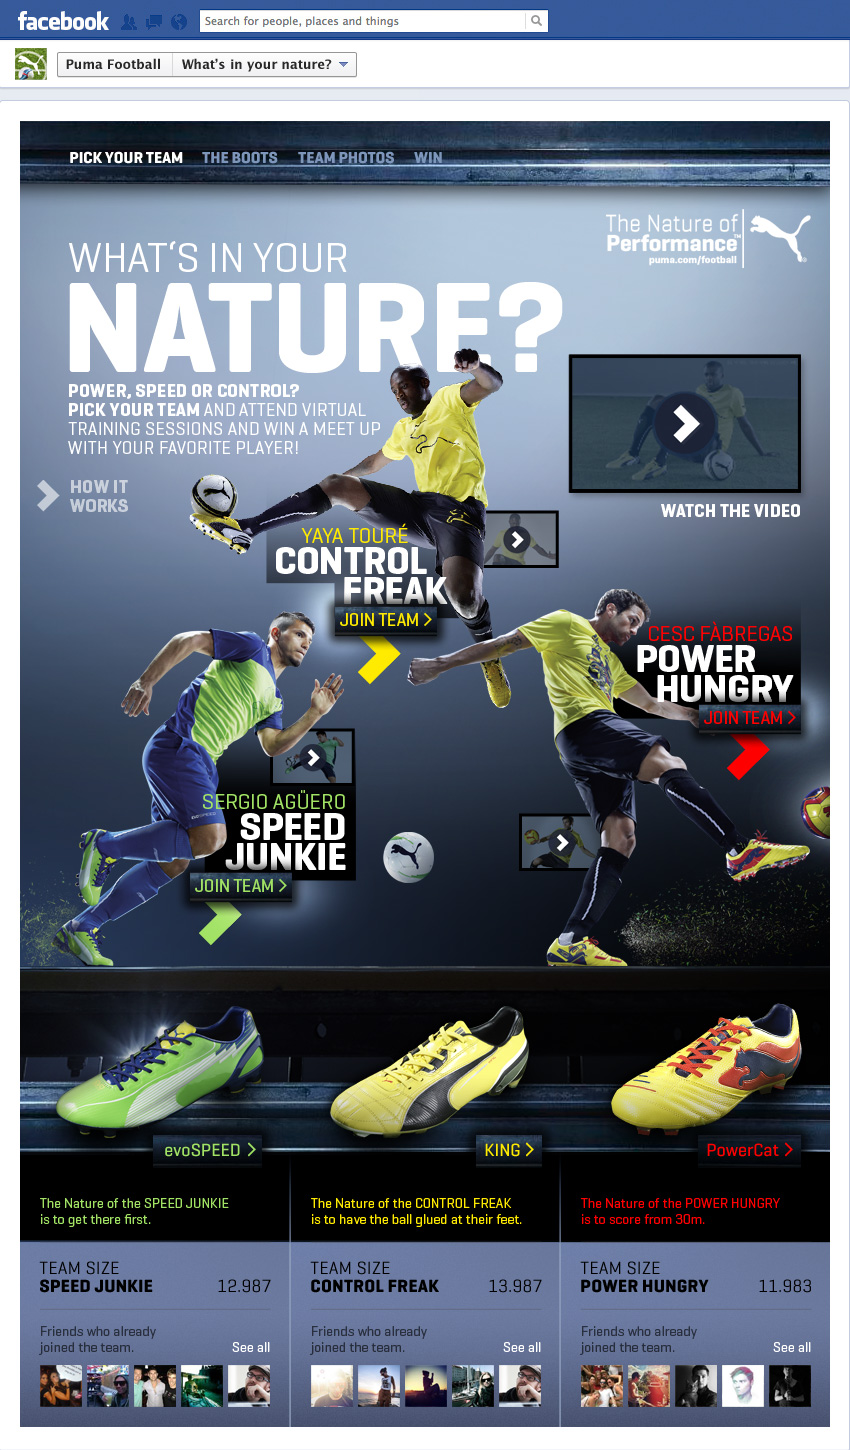 facebook
Search for people, places and things
Puma Football
What's in your nature?
PICK YOUR TEAM
THE BOOTS
TEAM PHOTOS
WIN
The Nature of
Performance™
puma.com/football
WHAT'S IN YOUR
NATURE?
POWER, SPEED OR CONTROL?
PICK YOUR TEAM AND ATTEND VIRTUAL
TRAINING SESSIONS AND WIN A MEET UP
WITH YOUR FAVORITE PLAYER!
HOW IT
WORKS
WATCH THE VIDEO
YAYA TOURÉ
CONTROL
FREAK
JOIN TEAM
CESC FÀBREGAS
POWER
HUNGRY
JOIN TEAM
SERGIO AGÜERO
SPEED
JUNKIE
JOIN TEAM
evoSPEED
KING
PowerCat
The Nature of the SPEED JUNKIE
is to get there first.
The Nature of the CONTROL FREAK
is to have the ball glued at their feet.
The Nature of the POWER HUNGRY
is to score from 30m.
TEAM SIZE
SPEED JUNKIE 12.987
Friends who already
joined the team. See all
TEAM SIZE
CONTROL FREAK 13.987
Friends who already
joined the team. See all
TEAM SIZE
POWER HUNGRY 11.983
Friends who already
joined the team. See all